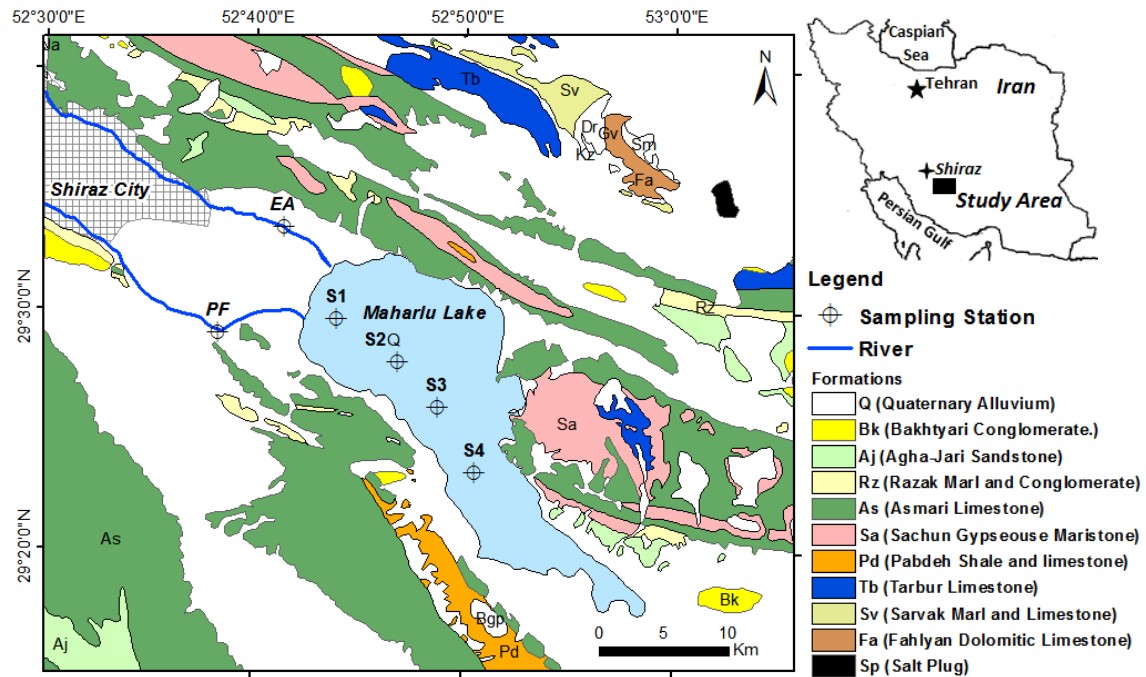 52°30'0"E
52°40'0"E
52°50'0"E
53°0'0"E
29°30'0"N
29°20'0"N
Ja
Tb
Sv
N
Dr
Gv
Kz
Sm
Fa
Shiraz City
EA
PF
S1
Maharlu Lake
S2
Q
S3
S4
Rz
Sa
As
Aj
Bgp
Pd
Bk
0 5 10
Km
Caspian
Sea
Tehran
Iran
Shiraz
Study Area
Persian Gulf
Legend
Sampling Station
River
Formations
Q (Quaternary Alluvium)
Bk (Bakhtyari Conglomerate.)
Aj (Agha-Jari Sandstone)
Rz (Razak Marl and Conglomerate)
As (Asmari Limestone)
Sa (Sachun Gypseouse Maristone)
Pd (Pabdeh Shale and limestone)
Tb (Tarbur Limestone)
Sv (Sarvak Marl and Limestone)
Fa (Fahlyan Dolomitic Limestone)
Sp (Salt Plug)